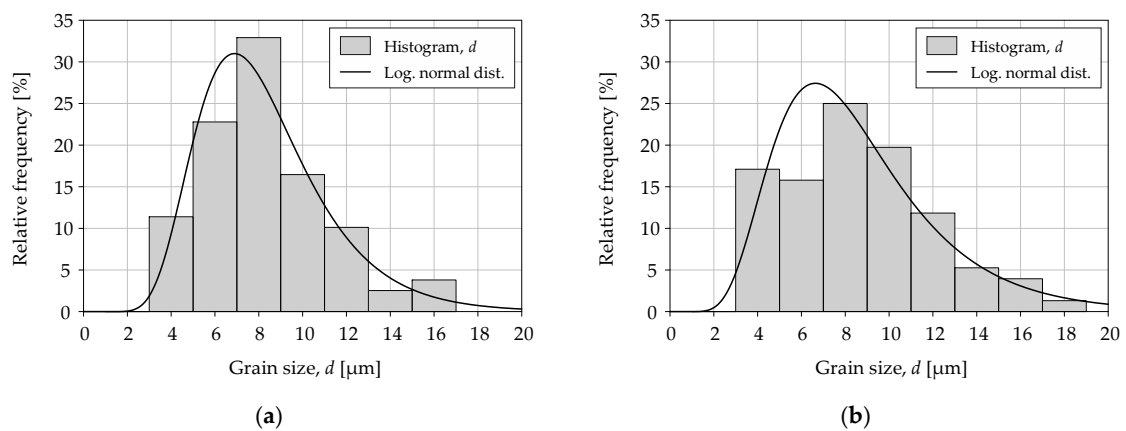 35
30
25
20
15
10
5
0
Relative frequency [%]
Histogram, d
Log. normal dist.
0 2 4 6 8 10 12 14 16 18 20
Grain size, d [μm]
(a)
35
30
25
20
15
10
5
0
Relative frequency [%]
Histogram, d
Log. normal dist.
0 2 4 6 8 10 12 14 16 18 20
Grain size, d [μm]
(b)